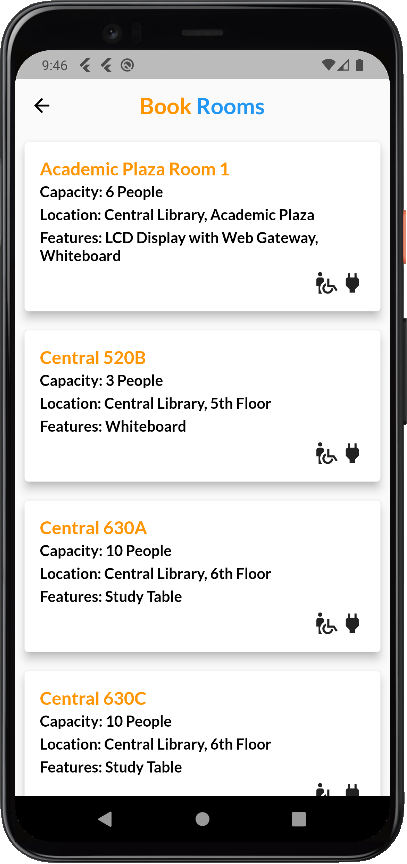 9:46
Book Rooms
Academic Plaza Room 1
Capacity: 6 People
Location: Central Library, Academic Plaza
Features: LCD Display with Web Gateway,
Whiteboard
Central 520B
Capacity: 3 People
Location: Central Library, 5th Floor
Features: Whiteboard
Central 630A
Capacity: 10 People
Location: Central Library, 6th Floor
Features: Study Table
Central 630C
Capacity: 10 People
Location: Central Library, 6th Floor
Features: Study Table